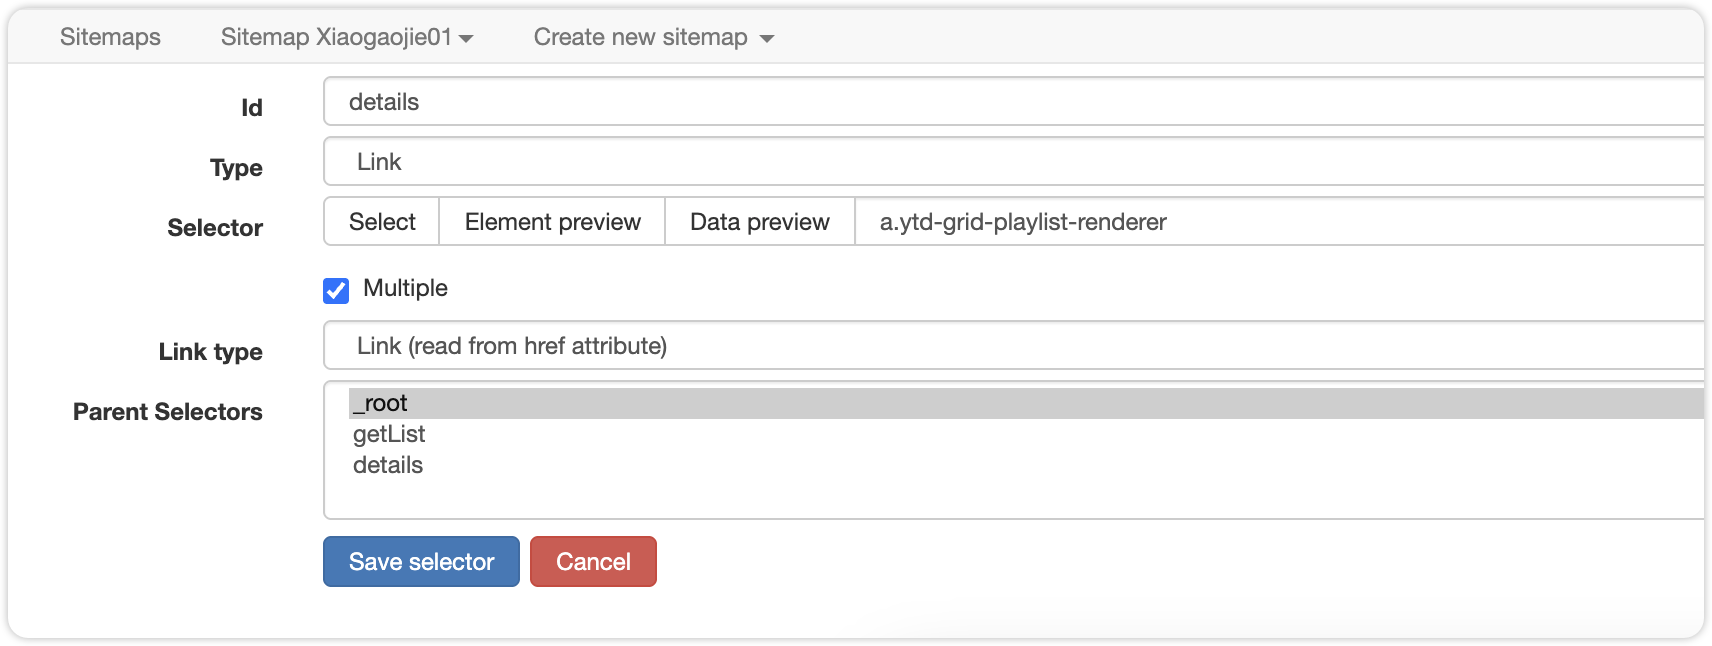 Sitemaps Sitemap Xiaogaojie01 Create new sitemap
Id details
Type Link
Selector Select Element preview Data preview a.ytd-grid-playlist-renderer
Multiple
Link type Link (read from href attribute)
Parent Selectors _root
getList
details
Save selector Cancel